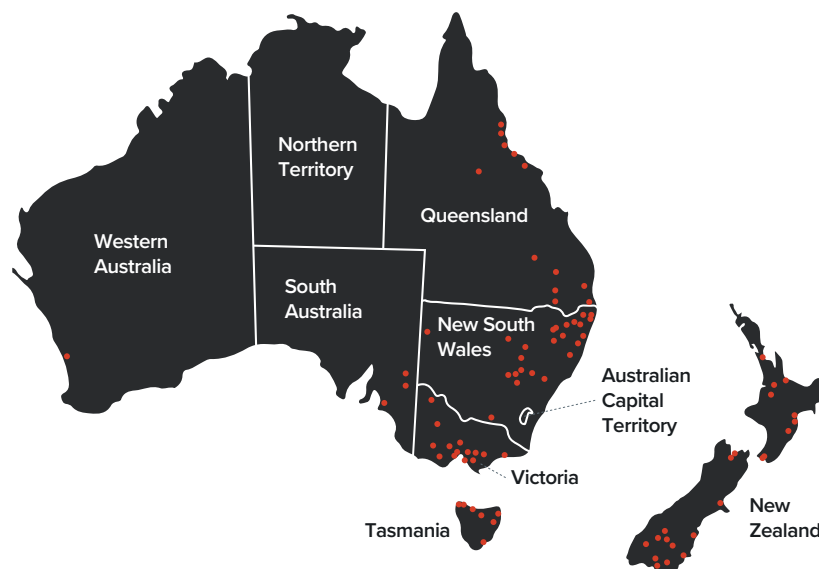 Northern
Territory
Queensland
Western
Australia
South
Australia
New South
Wales
Australian
Capital
Territory
Victoria
Tasmania
New
Zealand